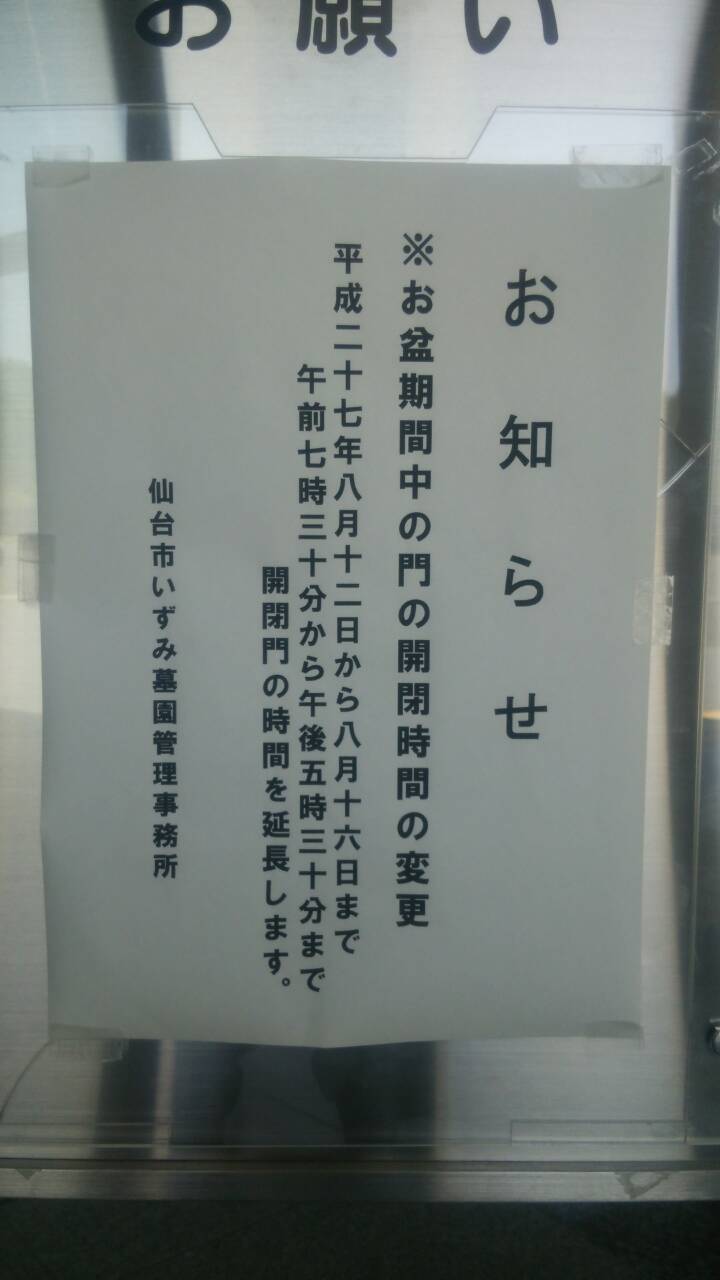 お願い
お知らせ
※お盆期間中の門の開閉時間の変更
平成二十七年八月十二日から八月十六日まで
午前七時三十分から午後五時三十分まで
開閉門の時間を延長します。
仙台市いずみ墓園管理事務所